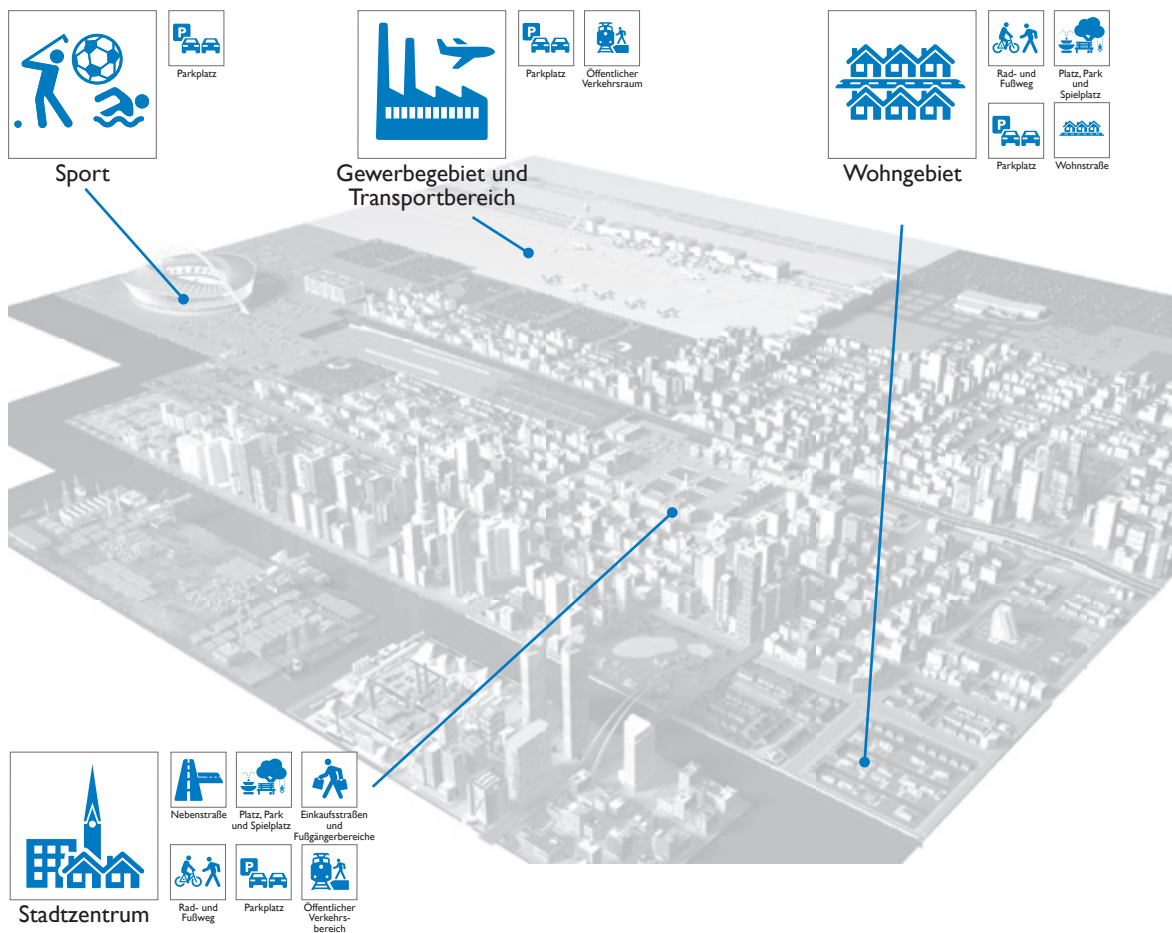 P
Parkplatz
Sport
P
Parkplatz
Öffentlicher
Verkehrsraum
Gewerbegebiet und
Transportbereich
Rad- und
Fußweg
Platz, Park
und
Spielplatz
P
Parkplatz
Wohnstraße
Wohngebiet
Nebenstraße
Platz, Park
und Spielplatz
Einkaufsstraßen
und
Fußgängerbereiche
Rad- und
Fußweg
P
Parkplatz
Öffentlicher
Verkehrs-
bereich
Stadtzentrum